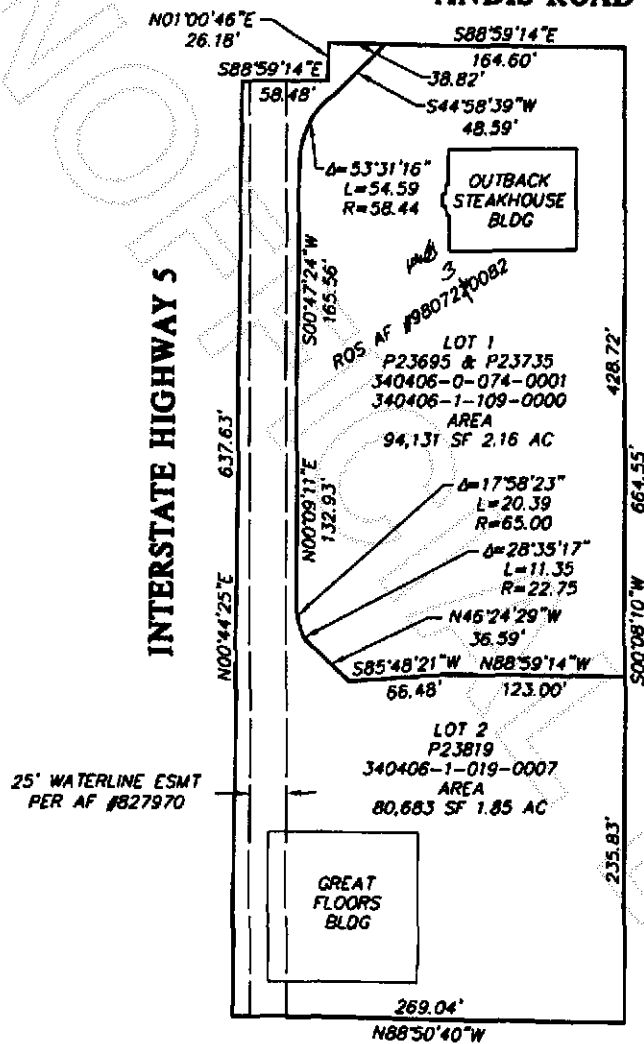 ANDIS ROAD
N01°00'46"E
26.18'
S88°59'14"E
164.60'
S88°59'14"E
58.48'
38.82'
S44°58'39"W
48.59'
Δ=53°31'16"
L=54.59
R=58.44
OUTBACK
STEAKHOUSE
BLDG
3
ROS AF #9807270082
S00°47'24"W
165.56'
INTERSTATE HIGHWAY 5
LOT 1
P23695 & P23735
340406-0-074-0001
340406-1-109-0000
AREA
94,131 SF 2.16 AC
428.72'
664.55'
S00°08'10"W
637.63'
N00°44'25"E
N00°09'11"E
132.93'
Δ=17°58'23"
L=20.39
R=65.00
Δ=28°35'17"
L=11.35
R=22.75
N46°24'29"W
36.59'
S85°48'21"W
66.48'
N88°59'14"W
123.00'
LOT 2
P23819
340406-1-019-0007
AREA
80,683 SF 1.85 AC
25' WATERLINE ESMT
PER AF #827970
235.83'
GREAT
FLOORS
BLDG
269.04'
N88°50'40"W